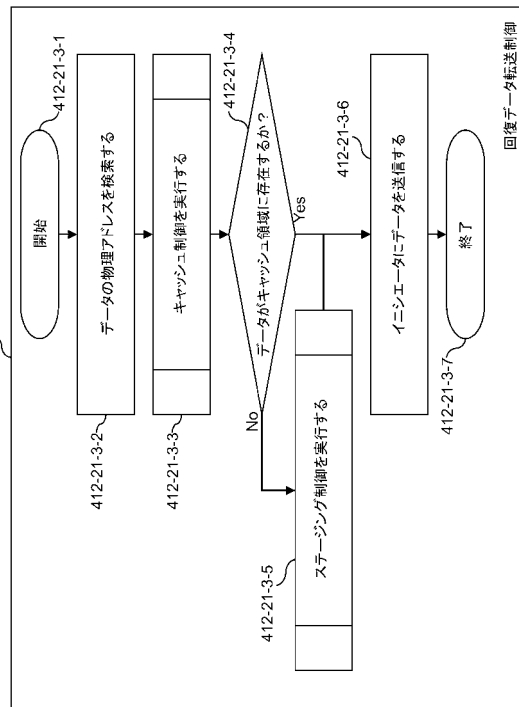 412-21-3-1
開始
データの物理アドレスを検索する
412-21-3-2
キャッシュ制御を実行する
412-21-3-3
412-21-3-4
データがキャッシュ領域に存在するか？
No
Yes
ステージング制御を実行する
412-21-3-5
412-21-3-6
イニシエータにデータを送信する
終了
412-21-3-7
回復データ転送制御